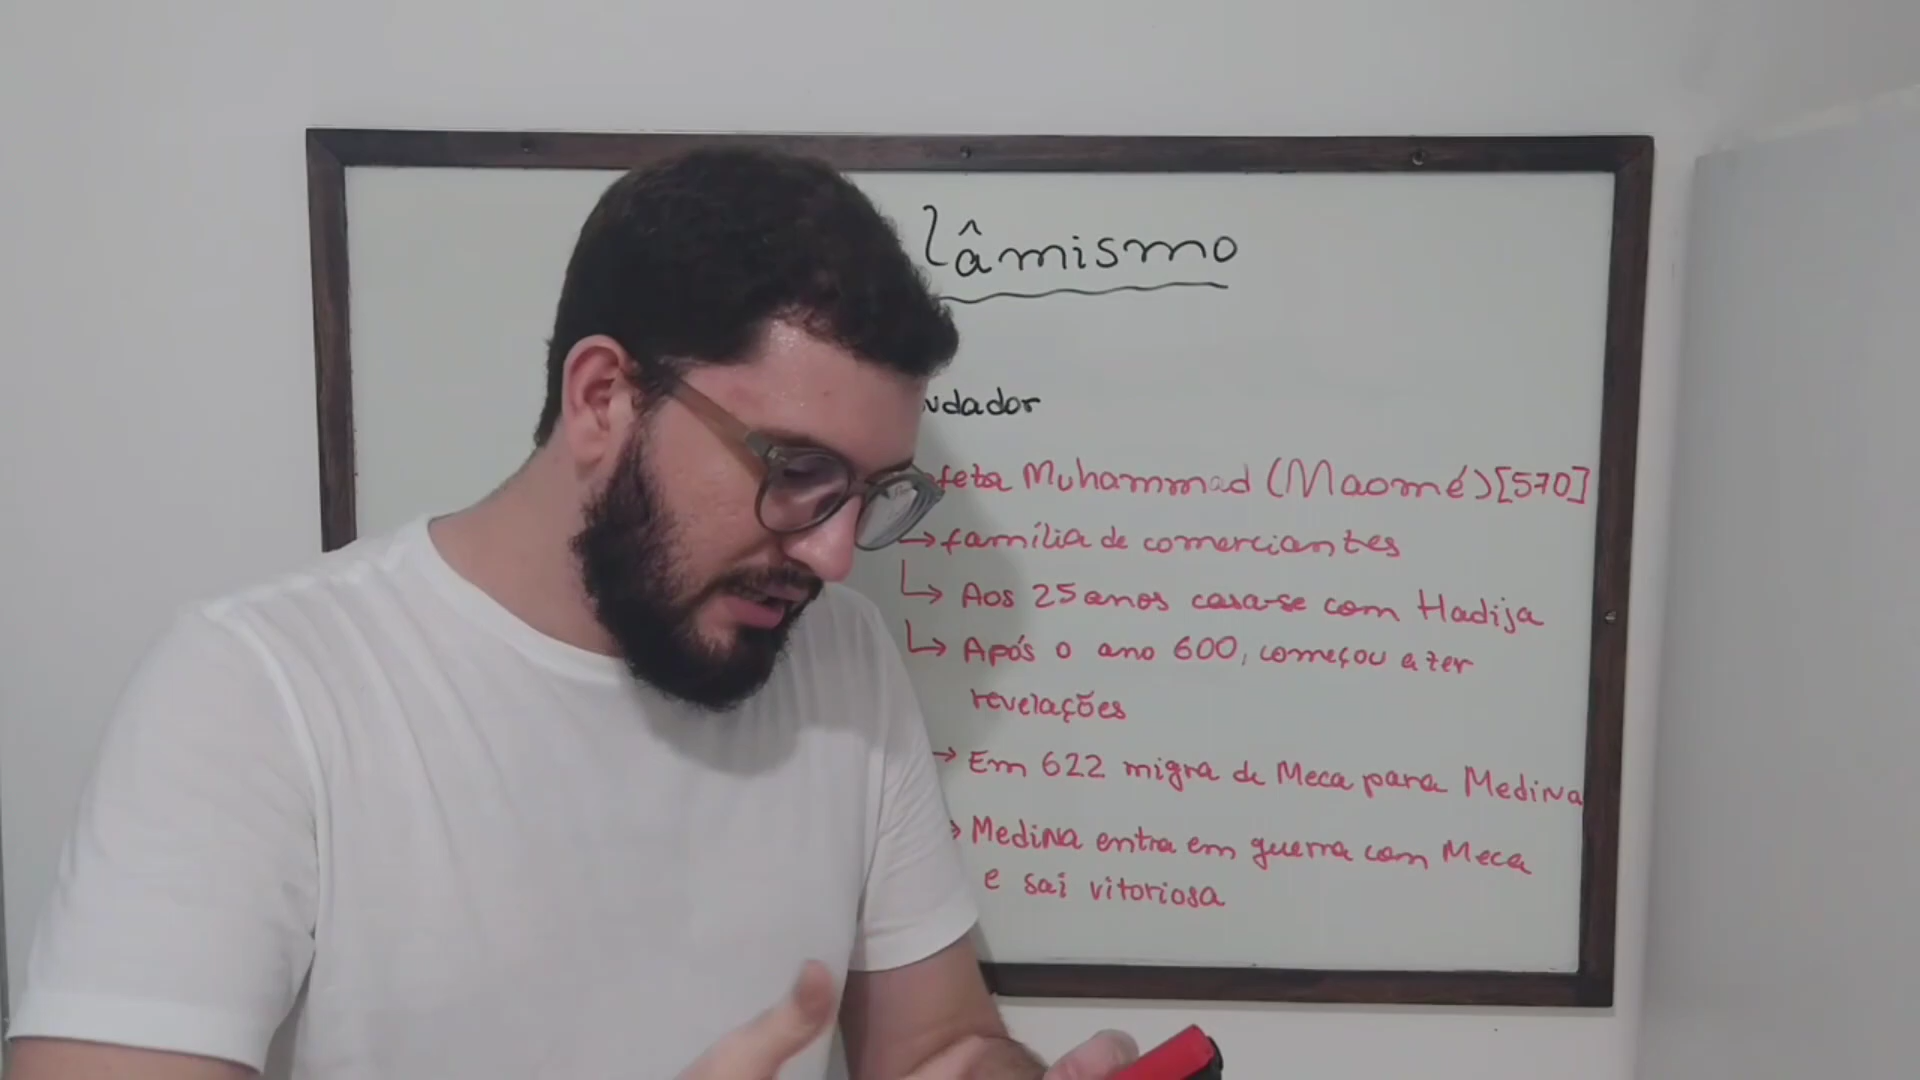 lâmismo
ndador
feta Muhammad (Maomé) [570]
→ família de comerciantes
↳ Aos 25 anos casa-se com Hadija
↳ Após o ano 600, começou a ter
revelações
→ Em 622 migra de Meca para Medina
→ Medina entra em guerra com Meca
e sai vitoriosa